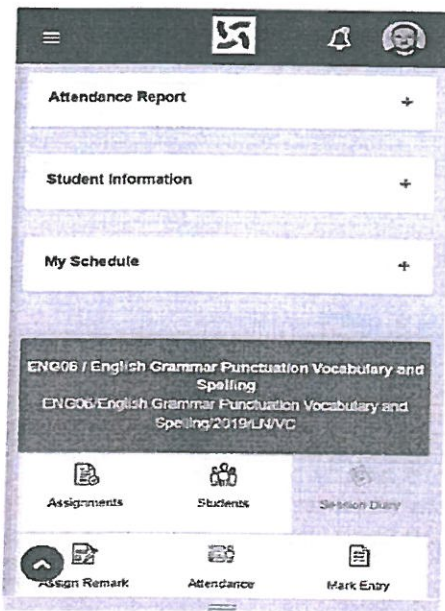 Attendance Report
Student Information
My Schedule
ENG06 / English Grammar Punctuation Vocabulary and
Spelling
ENG06/English Grammar Punctuation Vocabulary and
Spelling/2019/LN/VC
Assignments
Students
Session Diary
Assign Remark
Attendance
Mark Entry